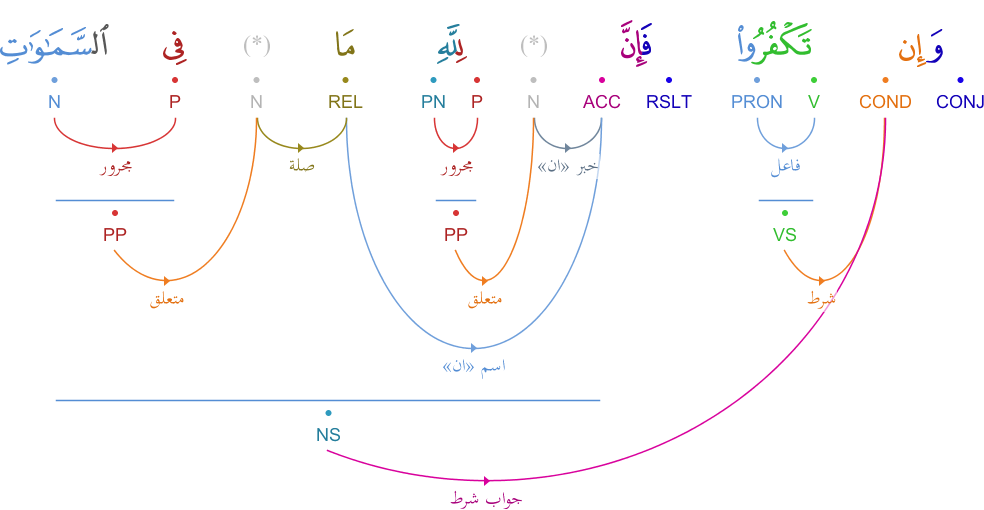 وَإِن تَكْفُرُوا۟ فَإِنَّ (*) لِلَّهِ مَا (*) فِى ٱلسَّمَٰوَٰتِ
CONJ COND V PRON RSLT ACC N P PN REL N P N
فاعل خبر «ان» مجرور صلة مجرور
VS PP PP
شرط متعلق متعلق
اسم «ان»
NS
جواب شرط